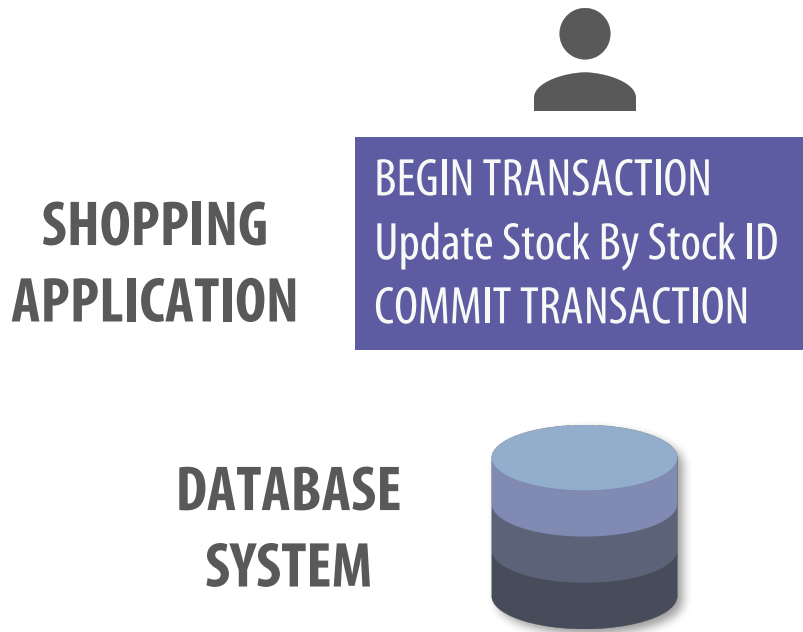 SHOPPING
APPLICATION
BEGIN TRANSACTION
Update Stock By Stock ID
COMMIT TRANSACTION
DATABASE
SYSTEM